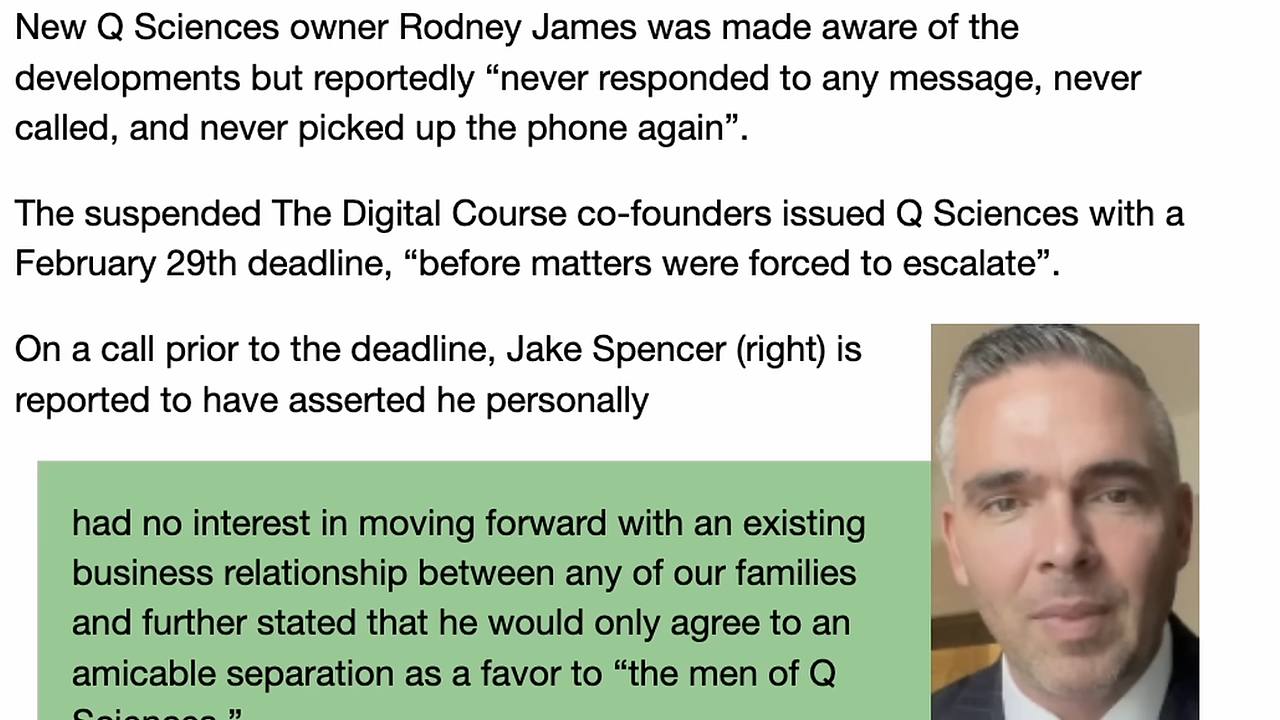 New Q Sciences owner Rodney James was made aware of the
developments but reportedly “never responded to any message, never
called, and never picked up the phone again”.
The suspended The Digital Course co-founders issued Q Sciences with a
February 29th deadline, “before matters were forced to escalate”.
On a call prior to the deadline, Jake Spencer (right) is
reported to have asserted he personally
had no interest in moving forward with an existing
business relationship between any of our families
and further stated that he would only agree to an
amicable separation as a favor to “the men of Q
Sciences.”